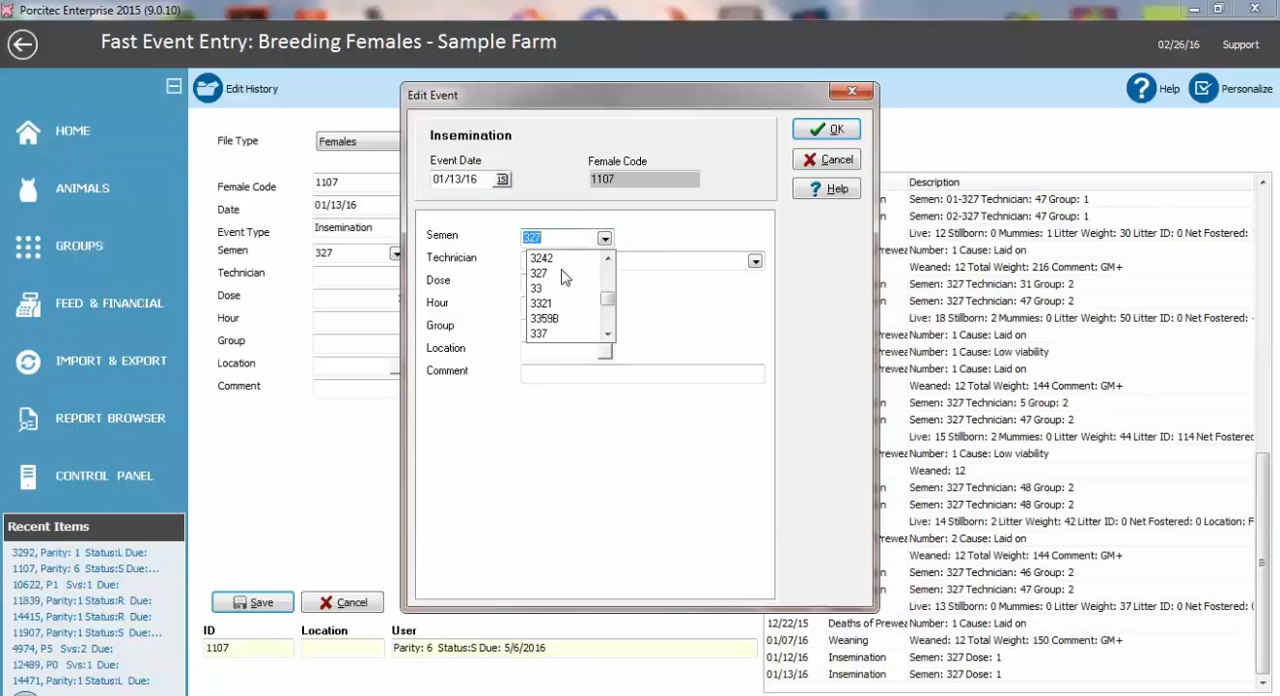 Porcitec Enterprise 2015 (9.0.10)
Fast Event Entry: Breeding Females - Sample Farm
02/26/16 Support
Edit History
Help Personalize
HOME
ANIMALS
GROUPS
FEED & FINANCIAL
IMPORT & EXPORT
REPORT BROWSER
CONTROL PANEL
Recent Items
3292, Parity: 1 Status:L Due:
1107, Parity: 6 Status:S Due:...
10622, P1 Svs:1 Due:
11839, Parity:1 Status:R Due:
14415, Parity:1 Status:R Due:
11907, Parity:1 Status:S Due:...
4974, P5 Svs:2 Due:
12489, P0 Svs:1 Due:
14471, Parity:1 Status:L Due:
File Type Females
Female Code 1107
Date 01/13/16
Event Type Insemination
Semen 327
Technician
Dose
Hour
Group
Location
Comment
Save Cancel
ID Location User
1107 Parity: 6 Status:S Due: 5/6/2016
Edit Event
Insemination
Event Date Female Code
01/13/16 15 1107
OK
Cancel
Help
Semen 327
Technician
Dose
Hour
Group
Location
Comment
3242
327
33
3321
3359B
337
Description
Semen: 01-327 Technician: 47 Group: 1
Semen: 02-327 Technician: 47 Group: 1
Live: 12 Stillborn: 0 Mummies: 1 Litter Weight: 30 Litter ID: 0 Net Fostered:
Number: 1 Cause: Laid on
Weaned: 12 Total Weight: 216 Comment: GM+
Semen: 327 Technician: 31 Group: 2
Semen: 327 Technician: 47 Group: 2
Live: 18 Stillborn: 2 Mummies: 0 Litter Weight: 50 Litter ID: 0 Net Fostered: -
Number: 1 Cause: Laid on
Number: 1 Cause: Low viability
Number: 1 Cause: Laid on
Weaned: 12 Total Weight: 144 Comment: GM+
Semen: 327 Technician: 5 Group: 2
Semen: 327 Technician: 47 Group: 2
Live: 15 Stillborn: 2 Mummies: 0 Litter Weight: 44 Litter ID: 114 Net Fostered
Number: 1 Cause: Low viability
Weaned: 12
Semen: 327 Technician: 48 Group: 2
Semen: 327 Technician: 48 Group: 2
Live: 14 Stillborn: 2 Litter Weight: 42 Litter ID: 0 Net Fostered: 0 Location: F
Number: 2 Cause: Laid on
Weaned: 12 Total Weight: 144 Comment: GM+
Semen: 327 Technician: 46 Group: 2
Semen: 327 Technician: 47 Group: 2
Live: 13 Stillborn: 0 Mummies: 0 Litter Weight: 37 Litter ID: 0 Net Fostered: (
12/22/15 Deaths of Prewea Number: 1 Cause: Laid on
01/07/16 Weaning Weaned: 12 Total Weight: 150 Comment: GM+
01/12/16 Insemination Semen: 327 Dose: 1
01/13/16 Insemination Semen: 327 Dose: 1